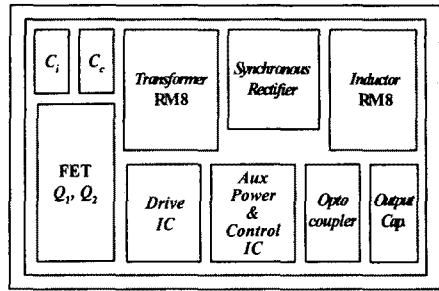 C_i
C_c
Transformer
RM8
Synchronous
Rectifier
Inductor
RM8
FET
Q_1, Q_2
Drive
IC
Aux
Power
&
Control
IC
Opto
coupler
Output
Cap.